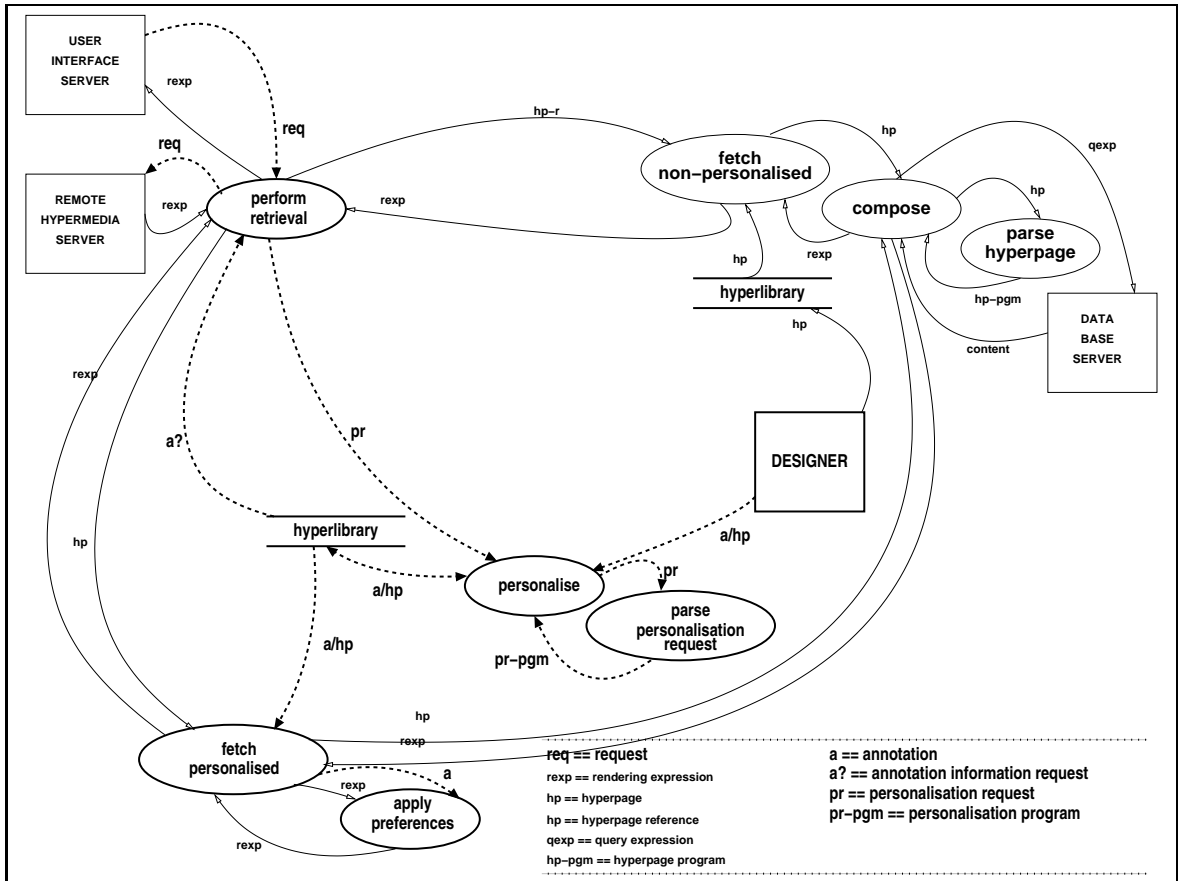 USER
INTERFACE
SERVER
rexp
req
hp-r
hp
qexp
req
fetch
non-personalised
REMOTE
HYPERMEDIA
SERVER
rexp
perform
retrieval
rexp
compose
hp
parse
hyperpage
rexp
hp
hp-pgm
hyperlibrary
hp
content
DATA
BASE
SERVER
rexp
a?
pr
DESIGNER
hyperlibrary
a/hp
hp
a/hp
personalise
pr
parse
personalisation
request
a/hp
pr-pgm
hp
rexp
fetch
personalised
a
rexp
apply
preferences
rexp
req == request
rexp == rendering expression
hp == hyperpage
hp == hyperpage reference
qexp == query expression
hp-pgm == hyperpage program
a == annotation
a? == annotation information request
pr == personalisation request
pr-pgm == personalisation program